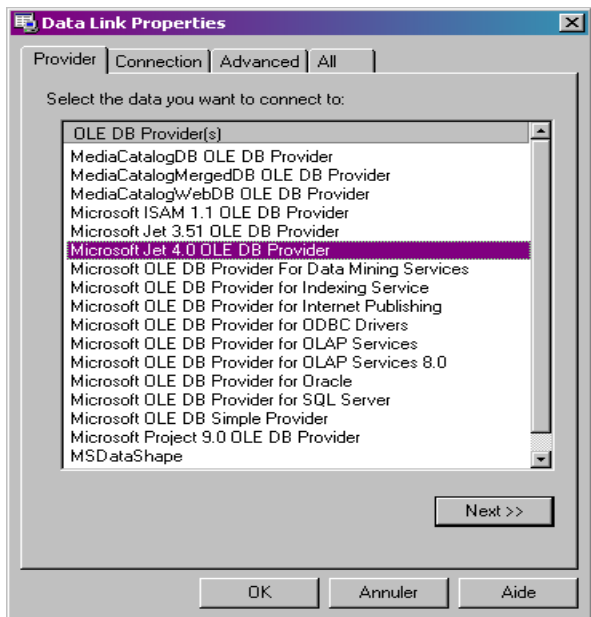 Data Link Properties
Provider Connection Advanced All
Select the data you want to connect to:
OLE DB Provider(s)
MediaCatalogDB OLE DB Provider
MediaCatalogMergedDB OLE DB Provider
MediaCatalogWebDB OLE DB Provider
Microsoft ISAM 1.1 OLE DB Provider
Microsoft Jet 3.51 OLE DB Provider
Microsoft Jet 4.0 OLE DB Provider
Microsoft OLE DB Provider For Data Mining Services
Microsoft OLE DB Provider for Indexing Service
Microsoft OLE DB Provider for Internet Publishing
Microsoft OLE DB Provider for ODBC Drivers
Microsoft OLE DB Provider for OLAP Services
Microsoft OLE DB Provider for OLAP Services 8.0
Microsoft OLE DB Provider for Oracle
Microsoft OLE DB Provider for SQL Server
Microsoft OLE DB Simple Provider
Microsoft Project 9.0 OLE DB Provider
MSDataShape
Next >>
OK Annuler Aide